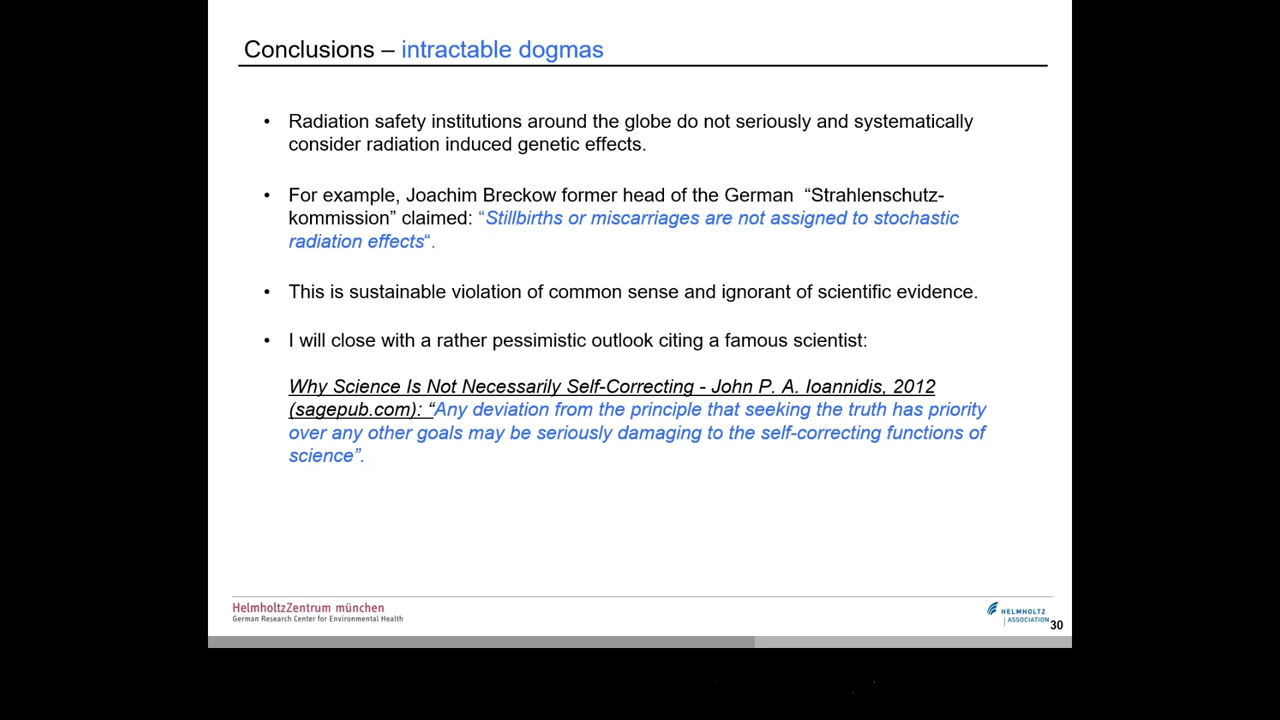 Conclusions – intractable dogmas
• Radiation safety institutions around the globe do not seriously and systematically
consider radiation induced genetic effects.
• For example, Joachim Breckow former head of the German “Strahlenschutz-
kommission” claimed: “Stillbirths or miscarriages are not assigned to stochastic
radiation effects“.
• This is sustainable violation of common sense and ignorant of scientific evidence.
• I will close with a rather pessimistic outlook citing a famous scientist:
Why Science Is Not Necessarily Self-Correcting - John P. A. Ioannidis, 2012
(sagepub.com): “Any deviation from the principle that seeking the truth has priority
over any other goals may be seriously damaging to the self-correcting functions of
science”.
HelmholtzZentrum münchen
German Research Center for Environmental Health
HELMHOLTZ
| ASSOCIATION
30